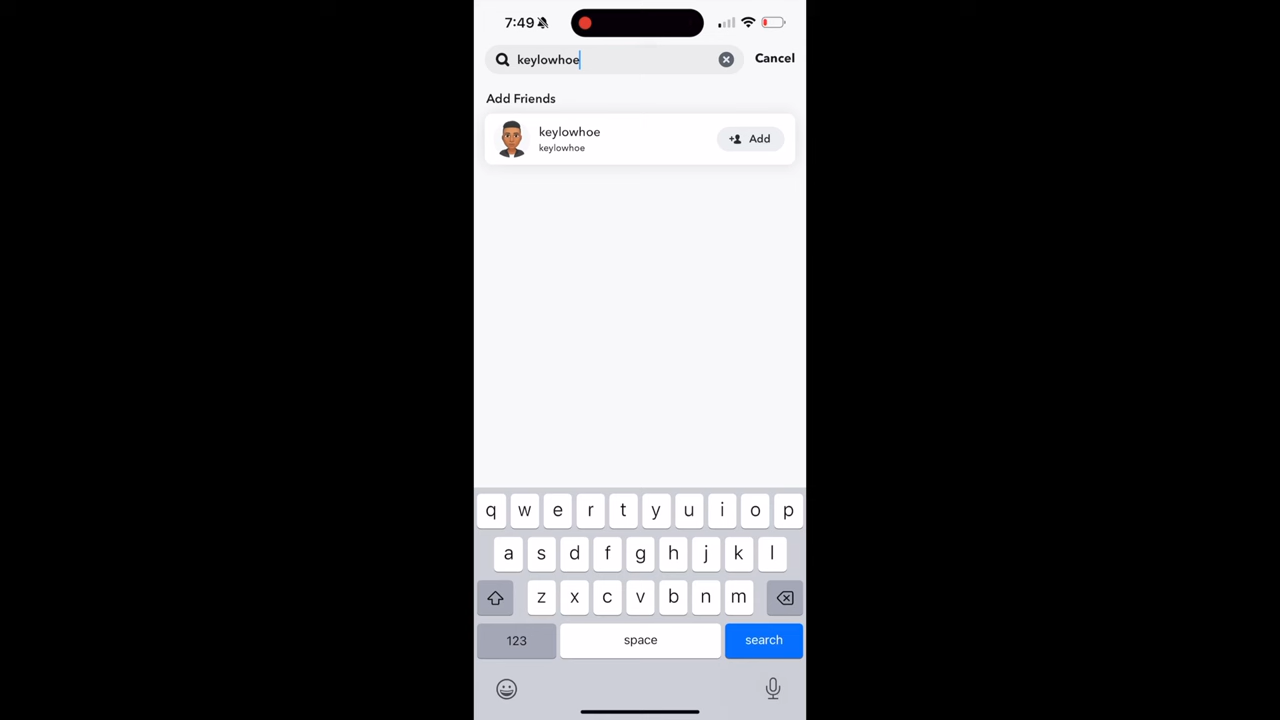 7:49
keylowhoe
Cancel
Add Friends
keylowhoe
keylowhoe
Add
q w e r t y u i o p
a s d f g h j k l
z x c v b n m
123 space search